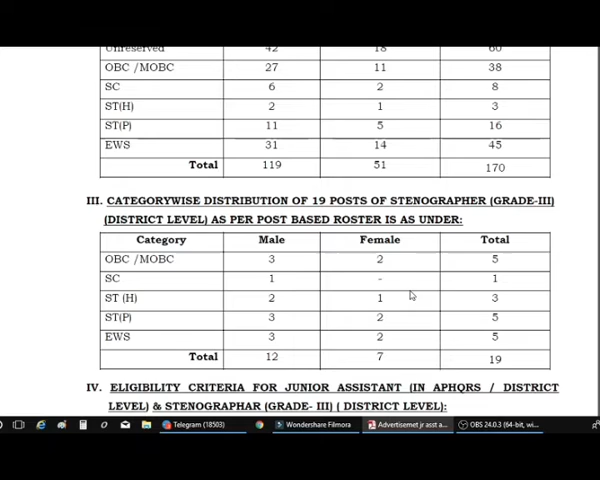 Unreserved 42 18 60
OBC /MOBC 27 11 38
SC 6 2 8
ST(H) 2 1 3
ST(P) 11 5 16
EWS 31 14 45
Total 119 51 170
III. CATEGORYWISE DISTRIBUTION OF 19 POSTS OF STENOGRAPHER (GRADE-III)
(DISTRICT LEVEL) AS PER POST BASED ROSTER IS AS UNDER:
Category Male Female Total
OBC /MOBC 3 2 5
SC 1 - 1
ST (H) 2 1 3
ST(P) 3 2 5
EWS 3 2 5
Total 12 7 19
IV. ELIGIBILITY CRITERIA FOR JUNIOR ASSISTANT (IN APHQRS / DISTRICT
LEVEL) & STENOGRAPHAR (GRADE- III) ( DISTRICT LEVEL):
Telegram (18503) Wondershare Filmora Advertisemet jr asst a... OBS 24.0.3 (64-bit, wi...